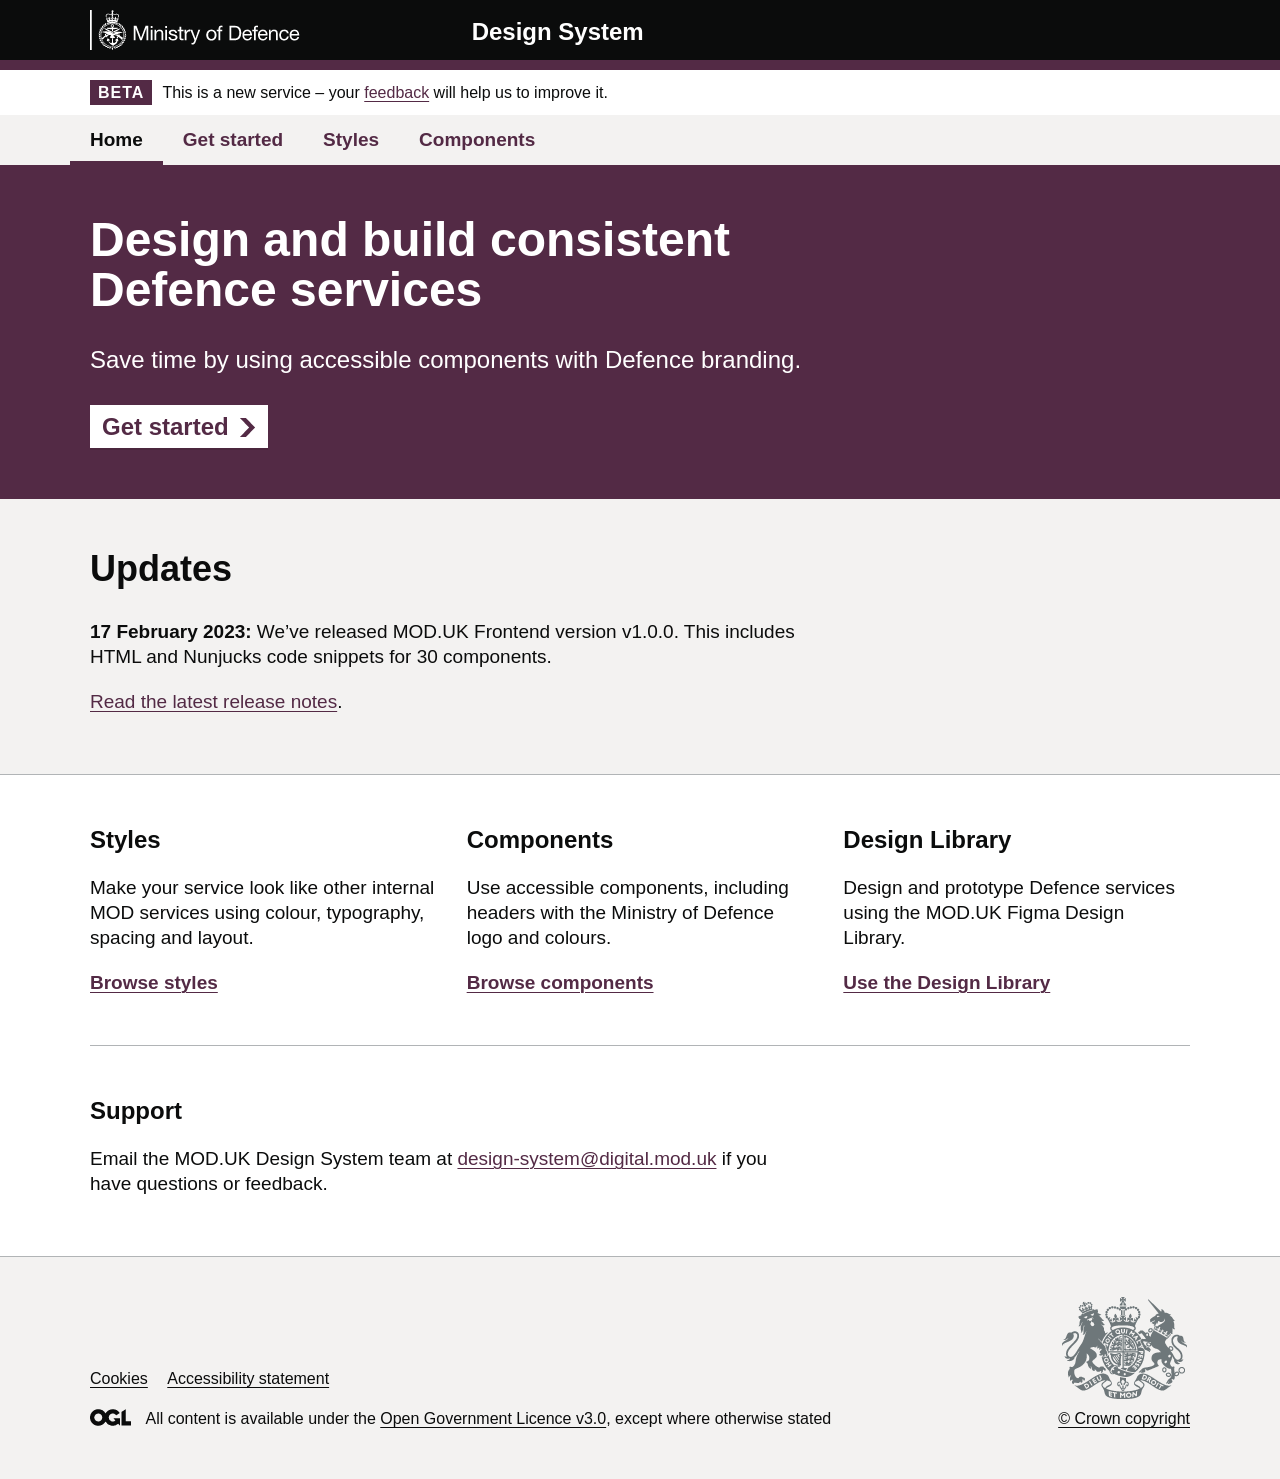 Ministry of Defence
Design System
BETA This is a new service – your feedback will help us to improve it.
Home Get started Styles Components
Design and build consistent
Defence services
Save time by using accessible components with Defence branding.
Get started
Updates
17 February 2023: We’ve released MOD.UK Frontend version v1.0.0. This includes
HTML and Nunjucks code snippets for 30 components.
Read the latest release notes.
Styles
Make your service look like other internal
MOD services using colour, typography,
spacing and layout.
Browse styles
Components
Use accessible components, including
headers with the Ministry of Defence
logo and colours.
Browse components
Design Library
Design and prototype Defence services
using the MOD.UK Figma Design
Library.
Use the Design Library
Support
Email the MOD.UK Design System team at design-system@digital.mod.uk if you
have questions or feedback.
Cookies Accessibility statement
OGL All content is available under the Open Government Licence v3.0, except where otherwise stated
© Crown copyright